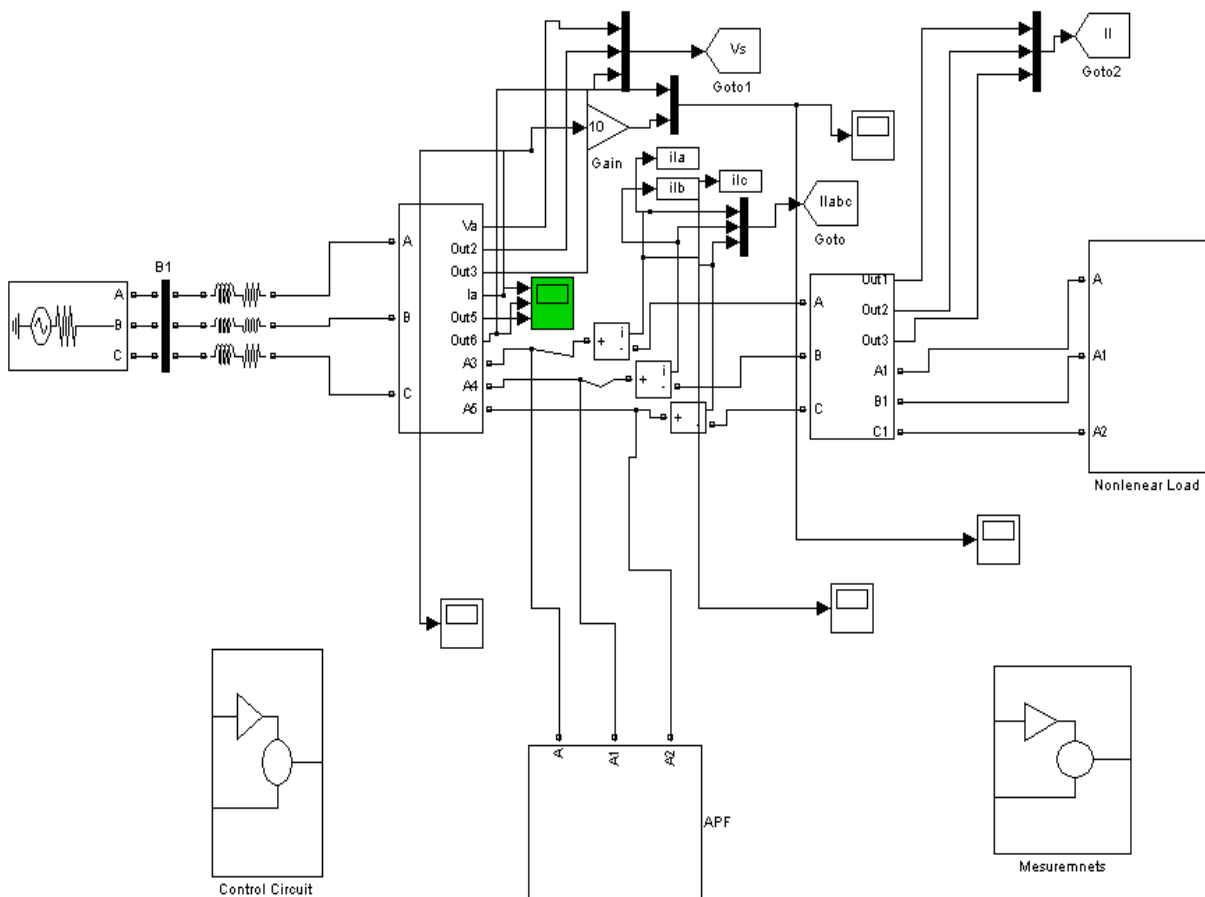 Vs
Goto1
Il
Goto2
10
Gain
ila
ilb
ilc
Ilabc
Goto
B1
A
B
C
A
B
C
Va
Out2
Out3
Ia
Out5
Out6
A3
A4
A5
+
i
-
+
i
-
+
-
A
B
C
Out1
Out2
Out3
A1
B1
C1
A
A1
A2
Nonlenear Load
A
A1
A2
APF
Control Circuit
Mesuremnets